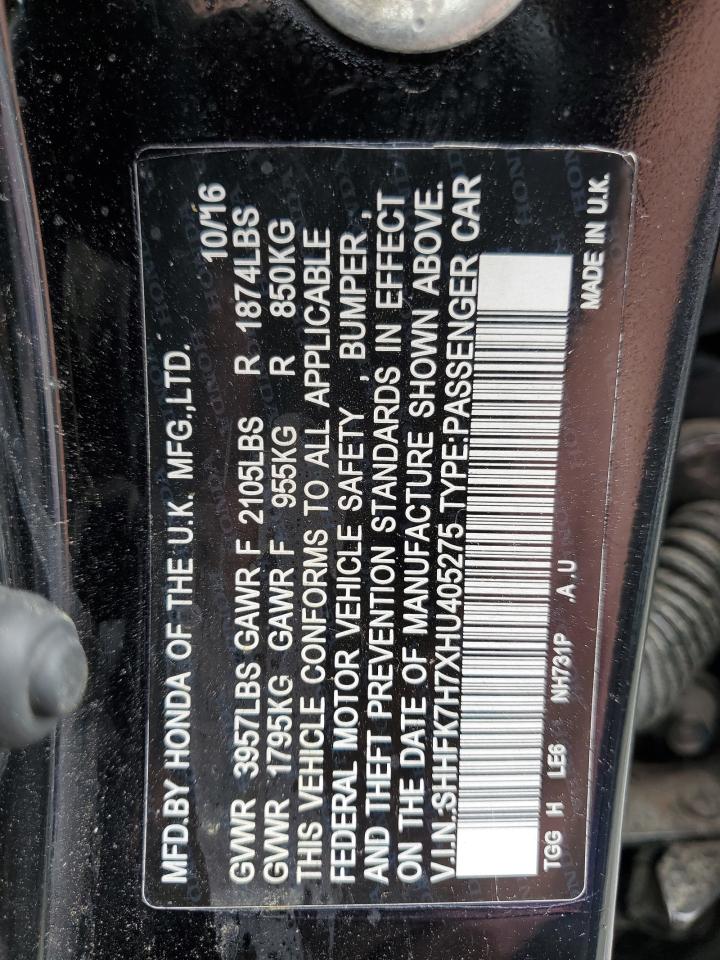 MFD.BY HONDA OF THE U.K. MFG.,LTD. 10/16
GVWR 3957LBS GAWR F 2105LBS R 1874LBS
GVWR 1795KG GAWR F 955KG R 850KG
THIS VEHICLE CONFORMS TO ALL APPLICABLE
FEDERAL MOTOR VEHICLE SAFETY , BUMPER ,
AND THEFT PREVENTION STANDARDS IN EFFECT
ON THE DATE OF MANUFACTURE SHOWN ABOVE.
V.I.N.:SHHFK7H7XHU405275 TYPE:PASSENGER CAR
TGG H LE6 NH731P ,A,U MADE IN U.K.